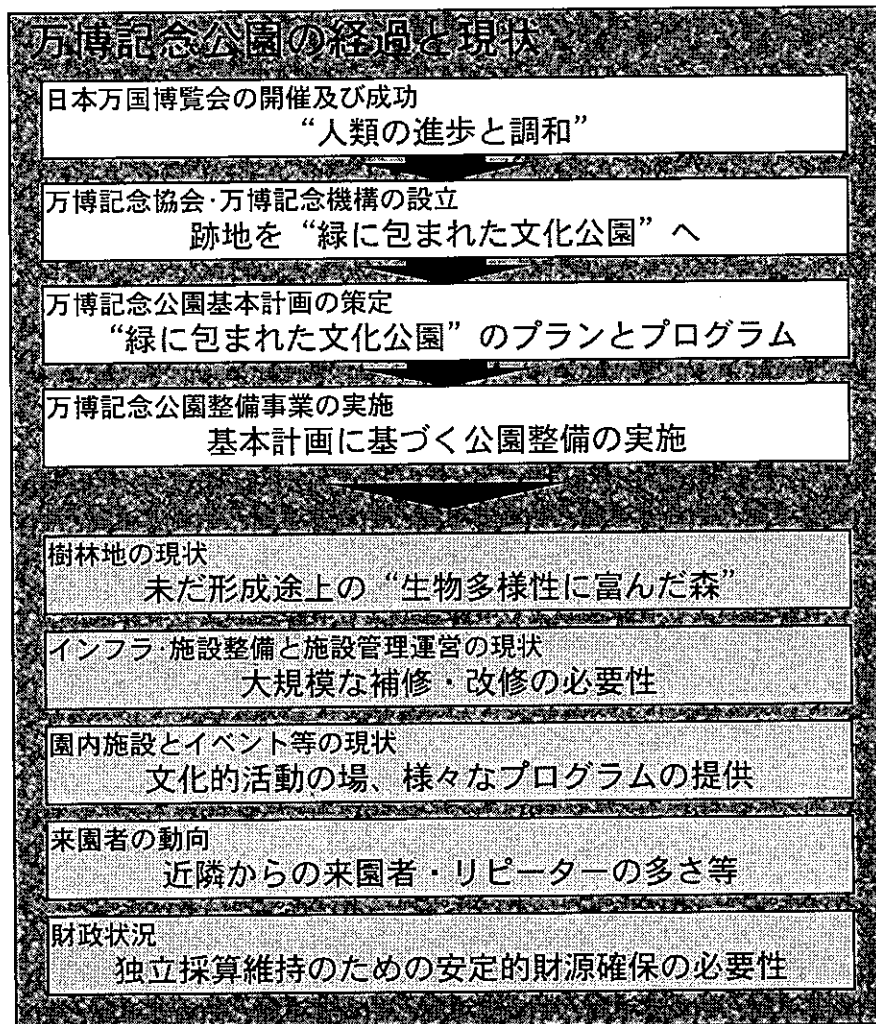 万博記念公園の経過と現状
日本万国博覧会の開催及び成功
“人類の進歩と調和”
万博記念協会・万博記念機構の設立
跡地を“緑に包まれた文化公園”へ
万博記念公園基本計画の策定
“緑に包まれた文化公園”のプランとプログラム
万博記念公園整備事業の実施
基本計画に基づく公園整備の実施
樹林地の現状
未だ形成途上の“生物多様性に富んだ森”
インフラ・施設整備と施設管理運営の現状
大規模な補修・改修の必要性
園内施設とイベント等の現状
文化的活動の場、様々なプログラムの提供
来園者の動向
近隣からの来園者・リピーターの多さ等
財政状況
独立採算維持のための安定的財源確保の必要性